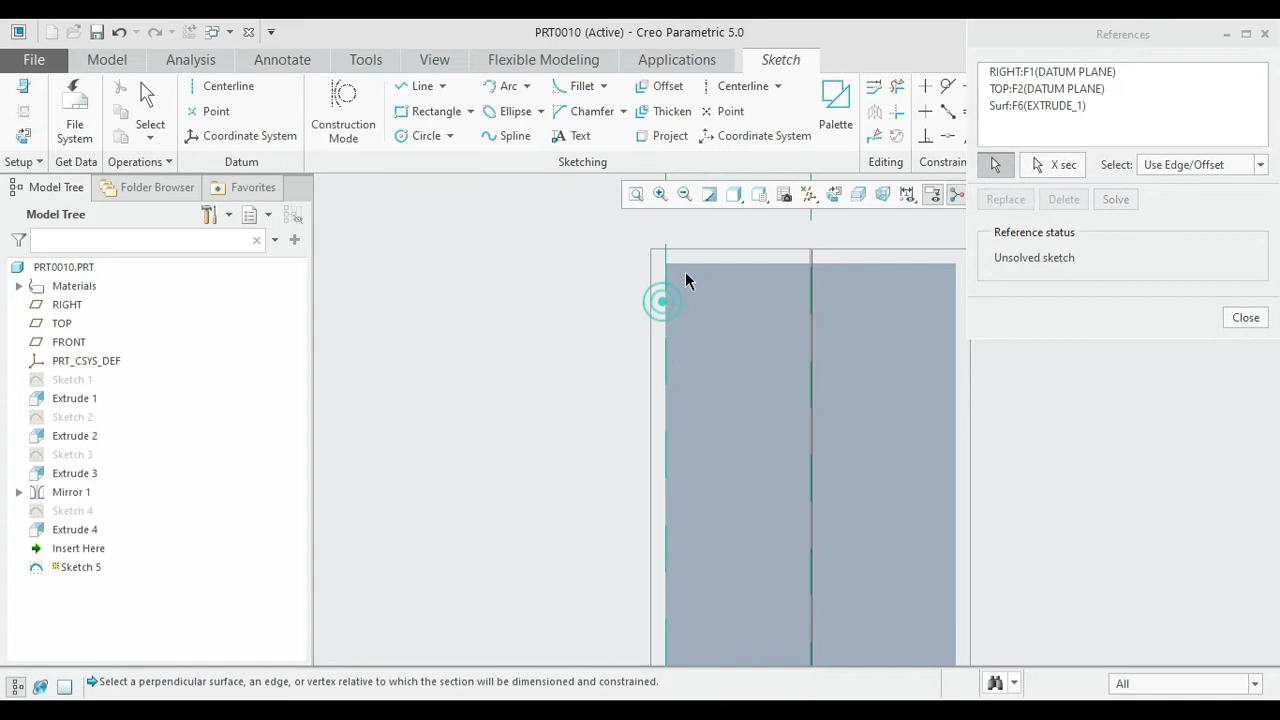 PRT0010 (Active) - Creo Parametric 5.0
File
Model
Analysis
Annotate
Tools
View
Flexible Modeling
Applications
Sketch
Centerline
Point
Coordinate System
File System
Select
Construction Mode
Line
Rectangle
Circle
Arc
Ellipse
Spline
Fillet
Chamfer
Text
Offset
Thicken
Project
Centerline
Point
Coordinate System
Palette
Setup
Get Data
Operations
Datum
Sketching
Editing
Constrain
Model Tree
Folder Browser
Favorites
Model Tree
PRT0010.PRT
Materials
RIGHT
TOP
FRONT
PRT_CSYS_DEF
Sketch 1
Extrude 1
Sketch 2
Extrude 2
Sketch 3
Extrude 3
Mirror 1
Sketch 4
Extrude 4
Insert Here
Sketch 5
References
RIGHT:F1(DATUM PLANE)
TOP:F2(DATUM PLANE)
Surf:F6(EXTRUDE_1)
X sec
Select:
Use Edge/Offset
Replace
Delete
Solve
Reference status
Unsolved sketch
Close
Select a perpendicular surface, an edge, or vertex relative to which the section will be dimensioned and constrained.
All